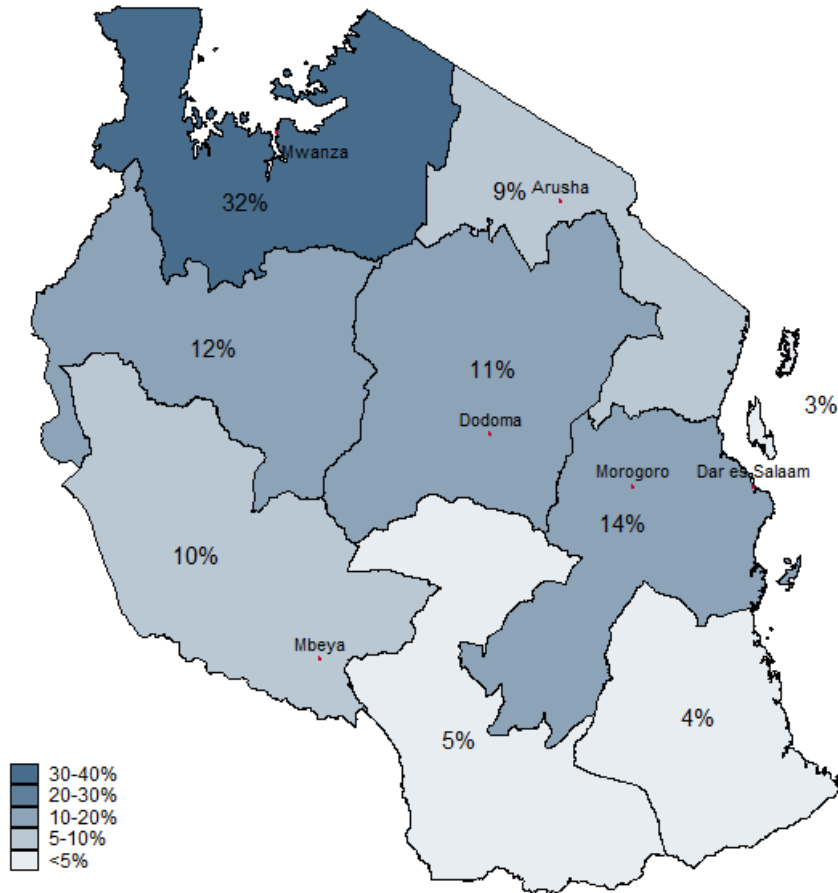 Mwanza
32%
9%
Arusha
12%
11%
3%
Dodoma
Morogoro
Dar es Salaam
14%
10%
Mbeya
5%
4%
30-40%
20-30%
10-20%
5-10%
<5%